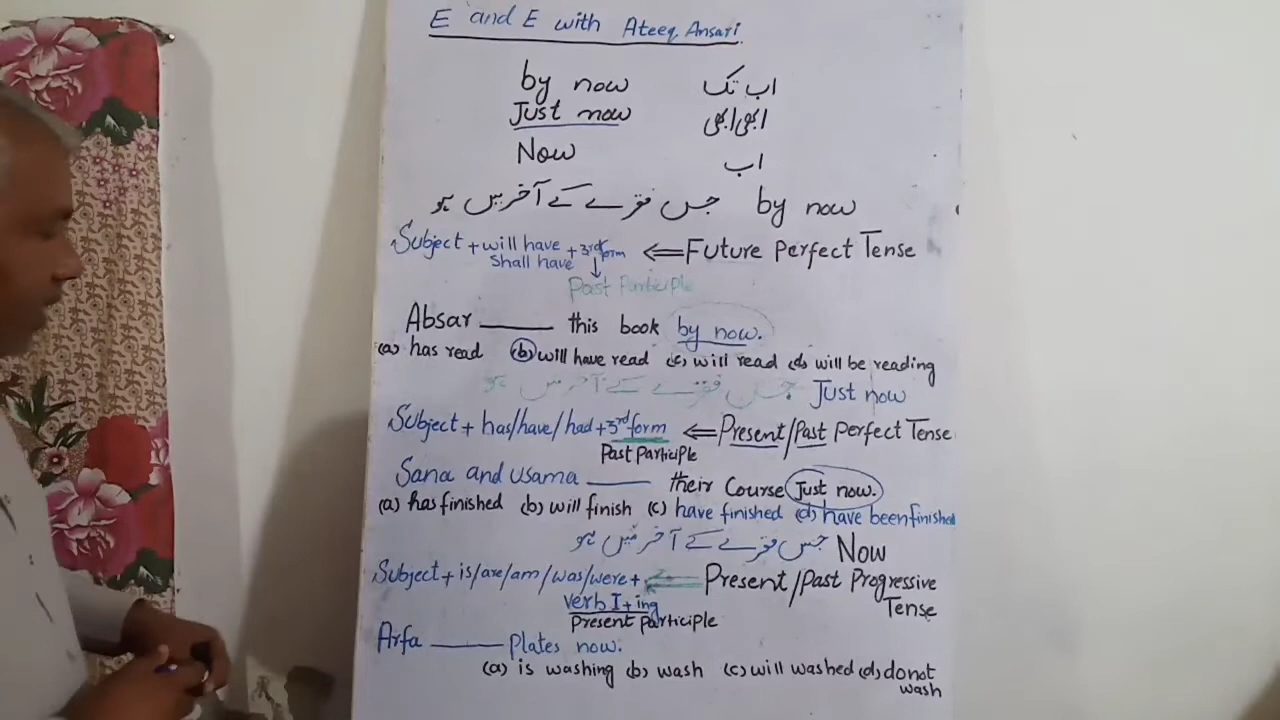 E and E with Ateeq Ansari
by now اب تک
Just now ابھی ابھی
Now اب
by now جس فقرے کے آخر میں ہو
Subject + will have + 3rd form ⇐ Future Perfect Tense
Shall have ↓
Past Participle
Absar ______ this book by now.
(a) has read (b) will have read (c) will read (d) will be reading
Just now جس فقرے کے آخر میں ہو
Subject + has/have/had + 3rd form ⇐ Present/Past Perfect Tense
Past Participle
Sana and Usama ______ their Course Just now.
(a) has finished (b) will finish (c) have finished (d) have been finished
Now جس فقرے کے آخر میں ہو
Subject + is/are/am/was/were + ⇐ Present/Past Progressive
verb I + ing Tense
Present Participle
Arfa ______ Plates now.
(a) is washing (b) wash (c) will washed (d) do not
wash